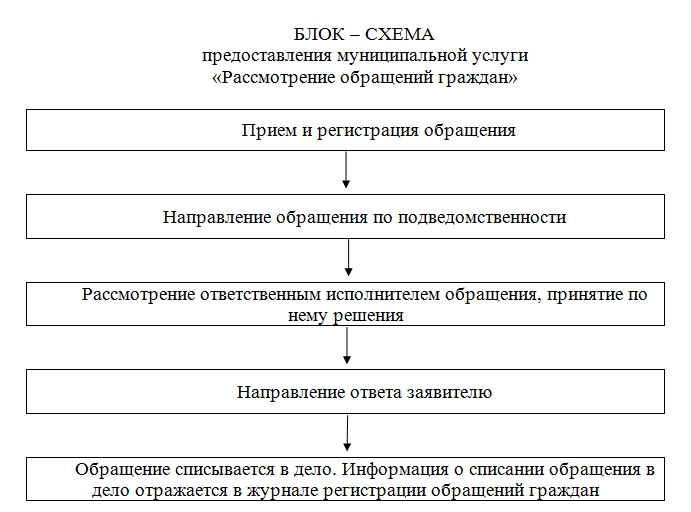 БЛОК – СХЕМА
предоставления муниципальной услуги
«Рассмотрение обращений граждан»
Прием и регистрация обращения
Направление обращения по подведомственности
Рассмотрение ответственным исполнителем обращения, принятие по
нему решения
Направление ответа заявителю
Обращение списывается в дело. Информация о списании обращения в
дело отражается в журнале регистрации обращений граждан